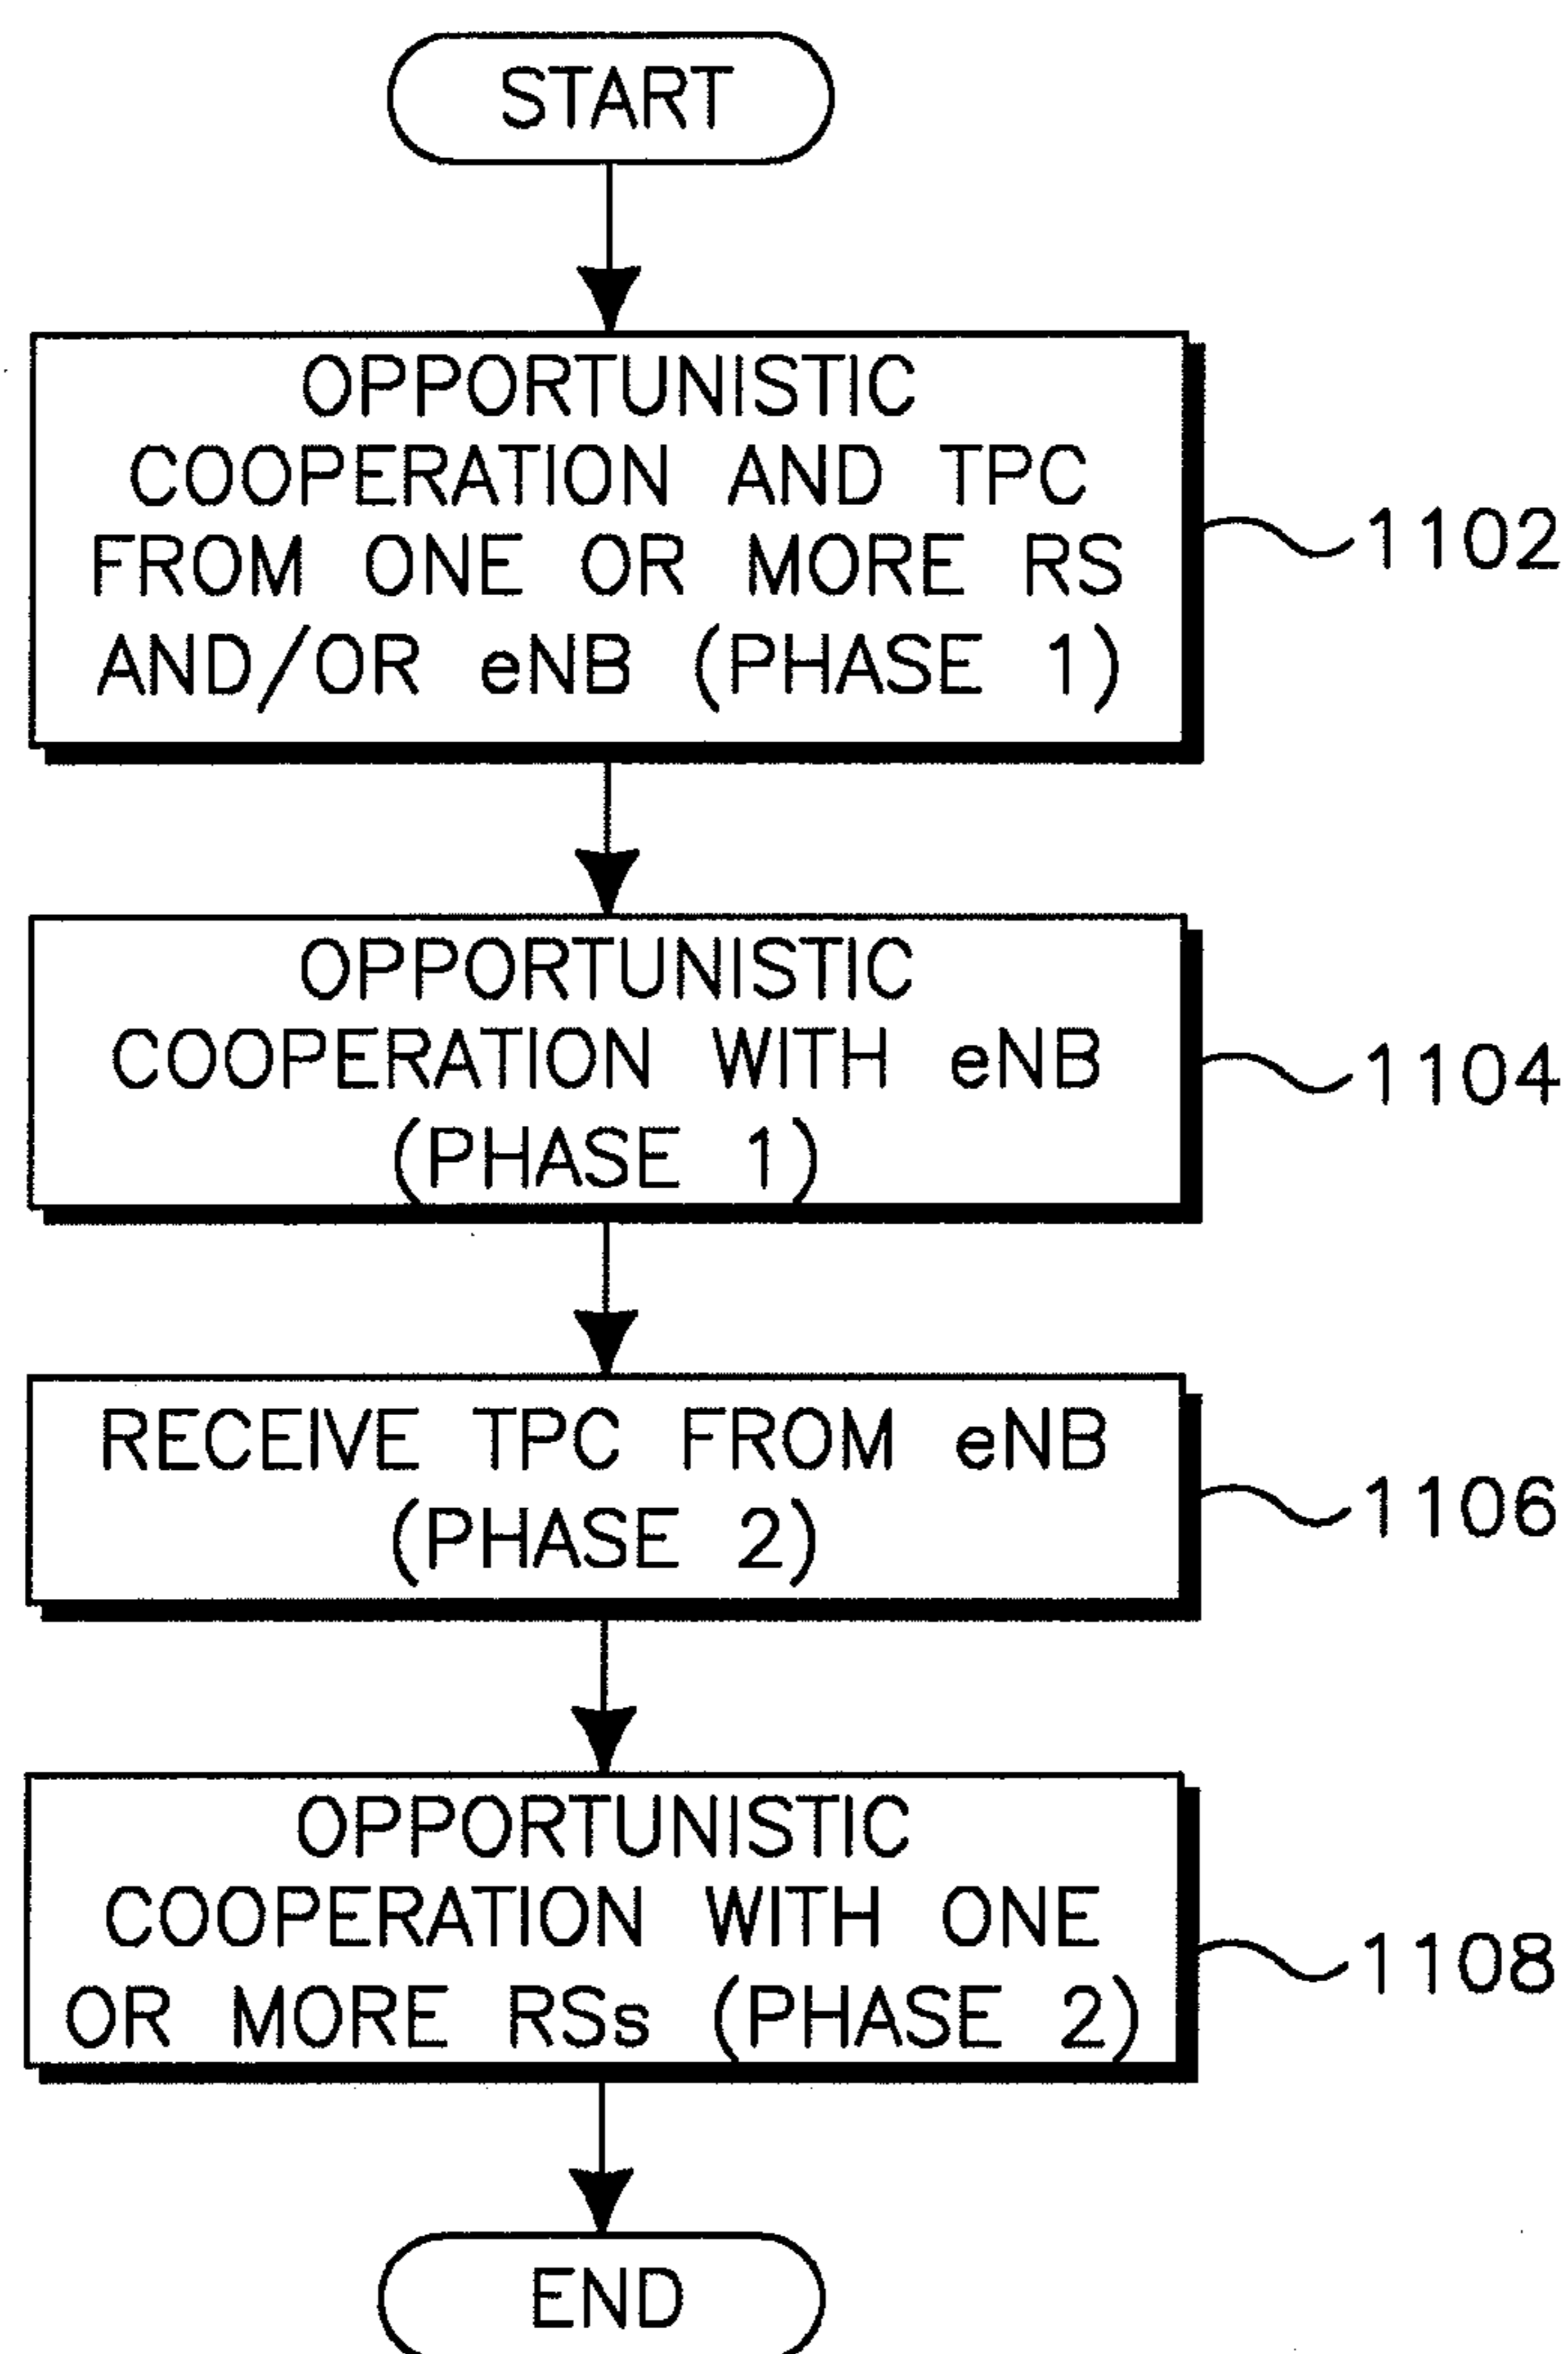 START
OPPORTUNISTIC
COOPERATION AND TPC
FROM ONE OR MORE RS
AND/OR eNB (PHASE 1)
1102
OPPORTUNISTIC
COOPERATION WITH eNB
(PHASE 1)
1104
RECEIVE TPC FROM eNB
(PHASE 2)
1106
OPPORTUNISTIC
COOPERATION WITH ONE
OR MORE RSs (PHASE 2)
1108
END